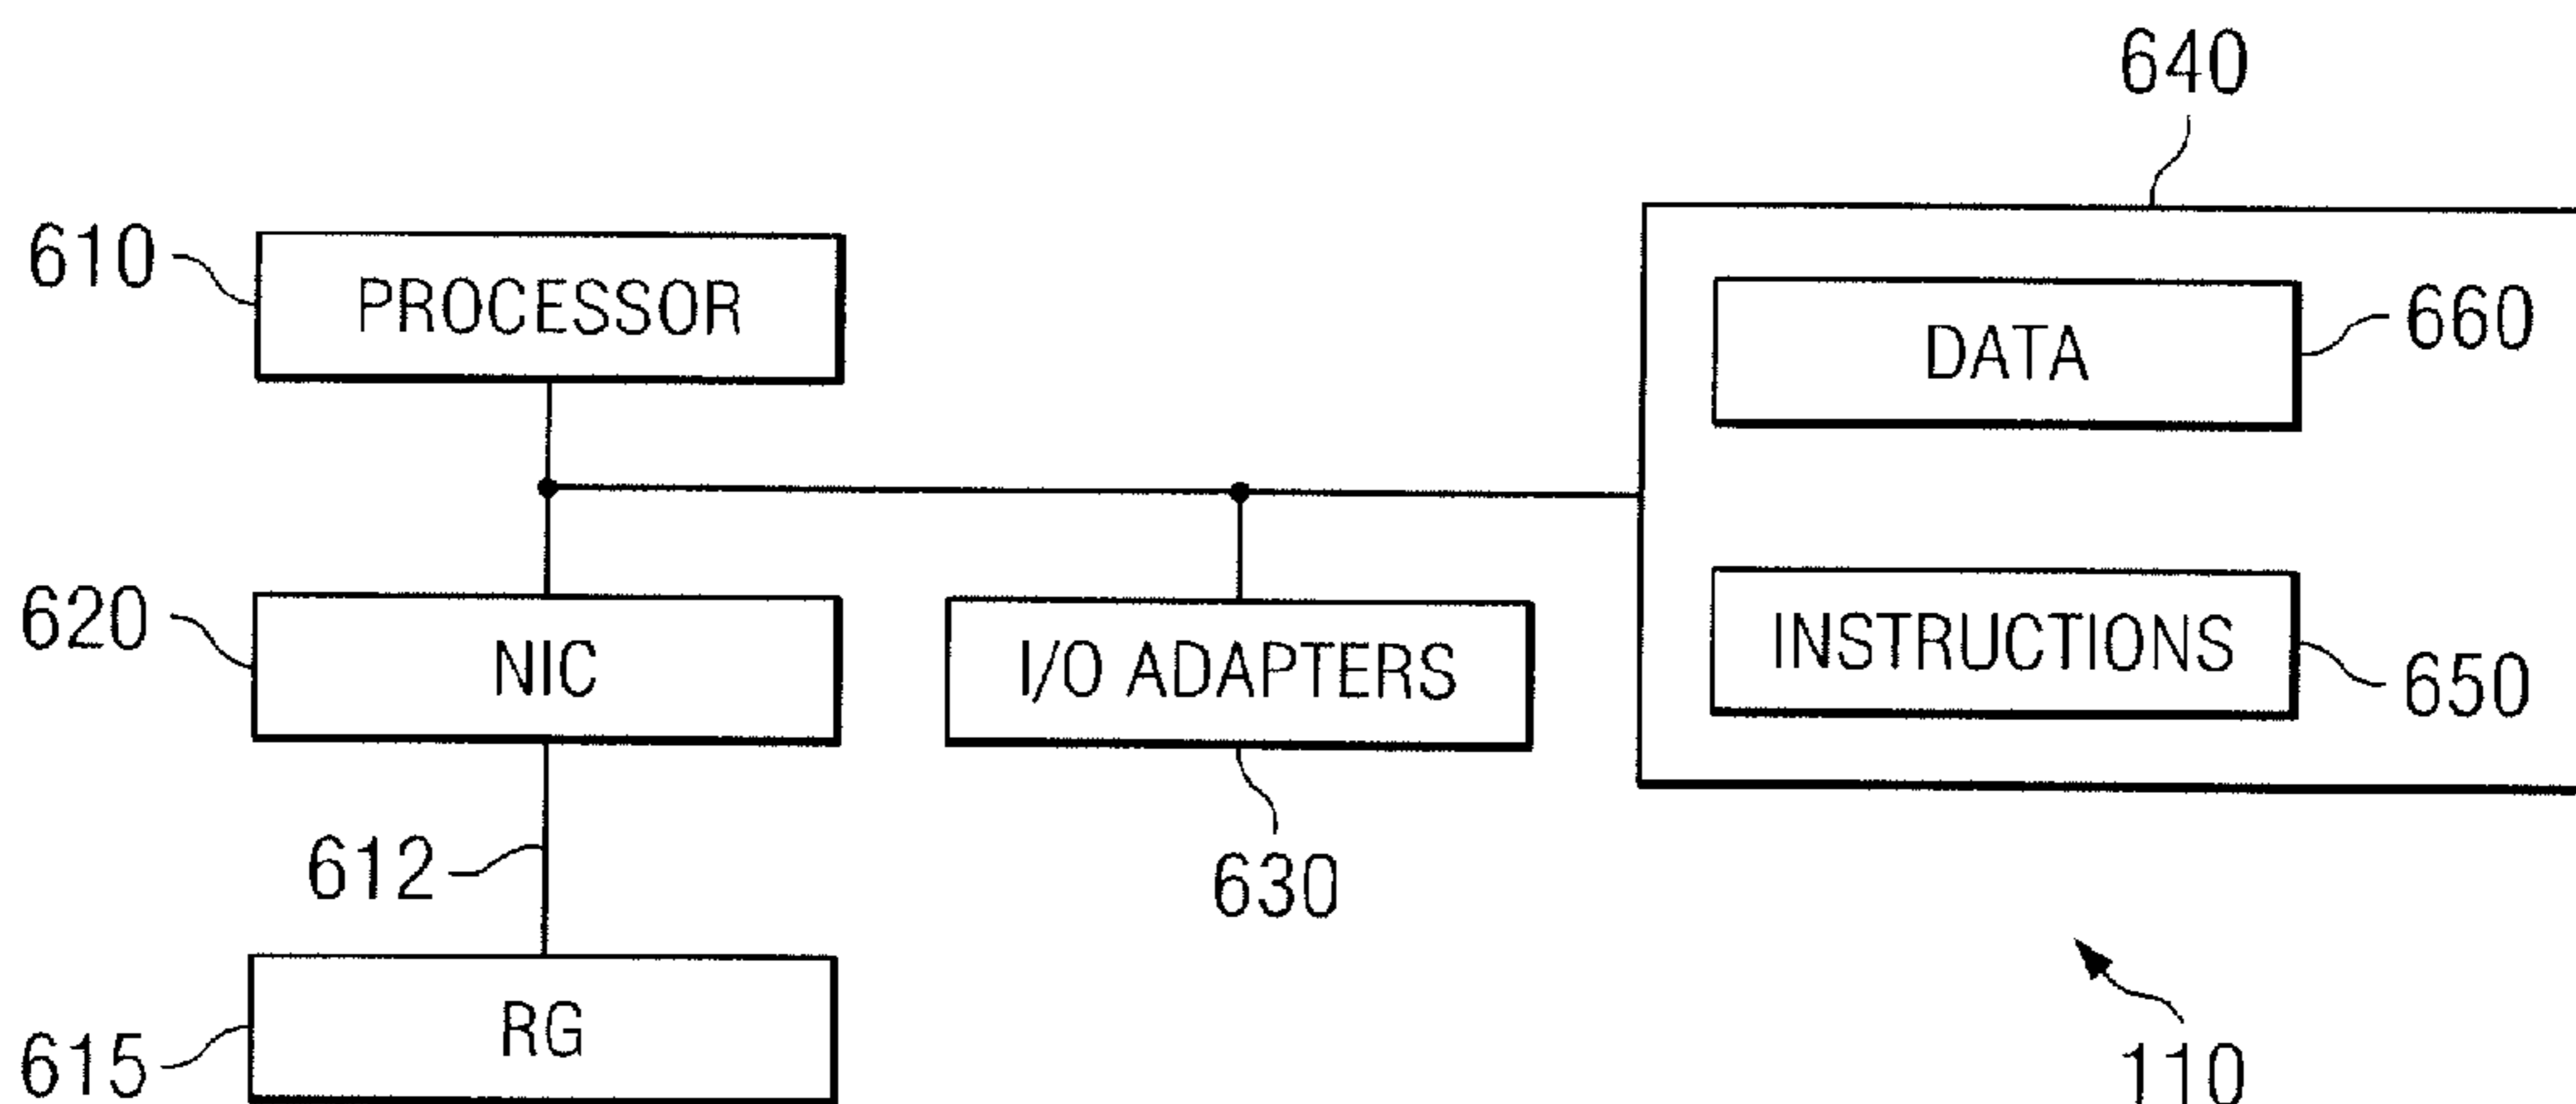 640
610
PROCESSOR
DATA
660
620
NIC
I/O ADAPTERS
INSTRUCTIONS
650
612
630
615
RG
110